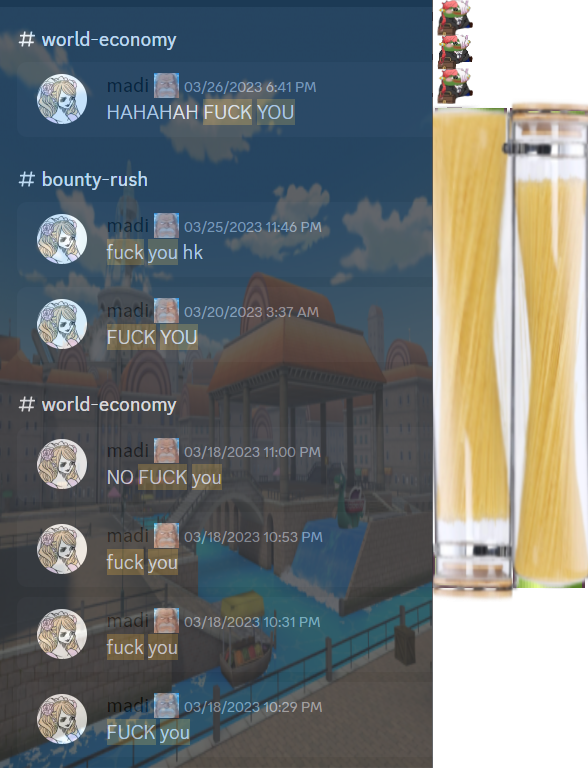 # world-economy
madi 03/26/2023 6:41 PM
HAHAHAH FUCK YOU
# bounty-rush
madi 03/25/2023 11:46 PM
fuck you hk
madi 03/20/2023 3:37 AM
FUCK YOU
# world-economy
madi 03/18/2023 11:00 PM
NO FUCK you
madi 03/18/2023 10:53 PM
fuck you
madi 03/18/2023 10:31 PM
fuck you
madi 03/18/2023 10:29 PM
FUCK you